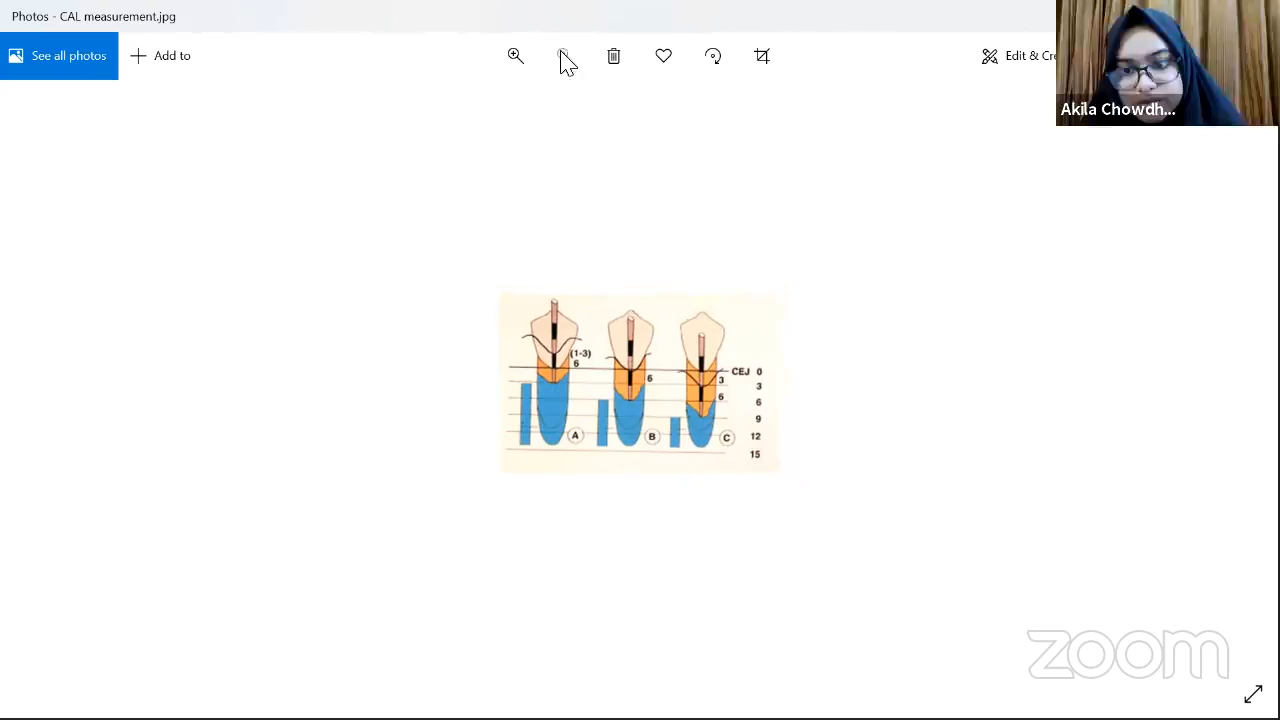 Photos - CAL measurement.jpg
See all photos
Add to
Edit & Cre
Akila Chowdh...
(1-3)
6
6
3
6
CEJ 0
3
6
9
12
15
A
B
C
zoom